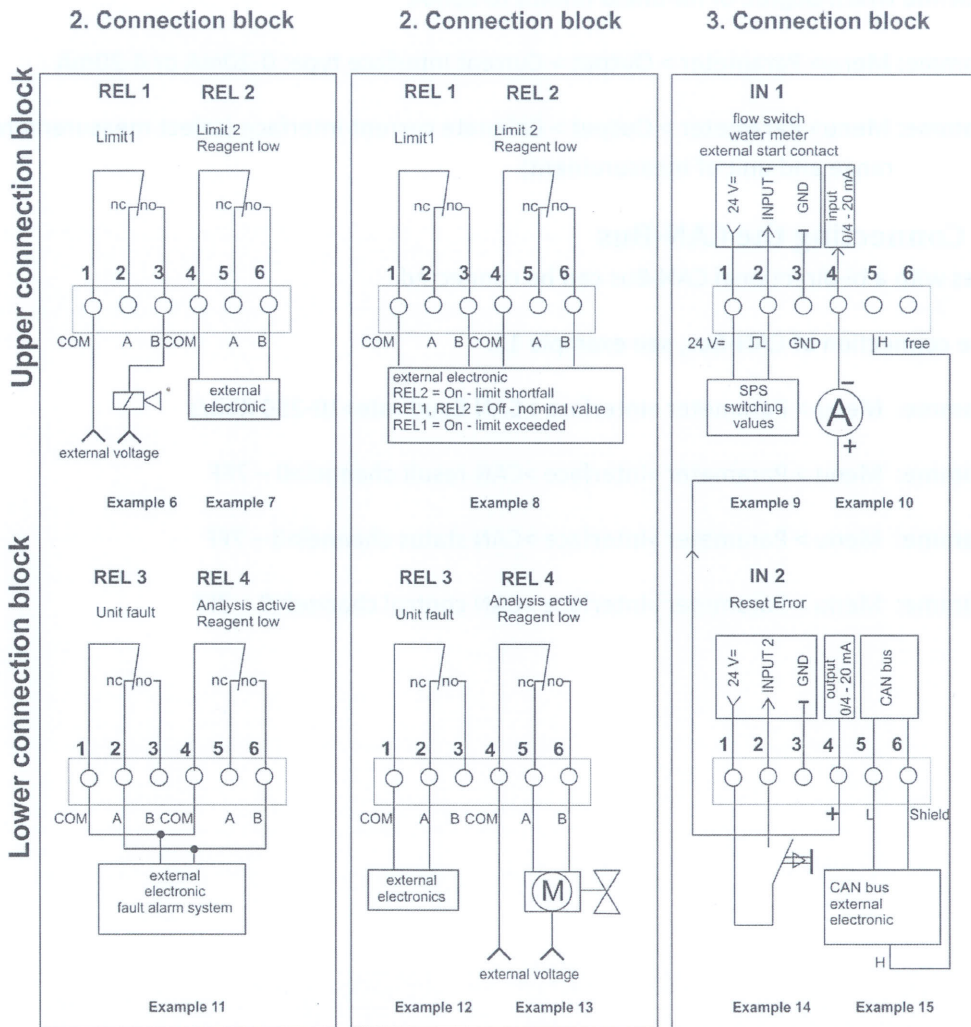 2. Connection block
2. Connection block
3. Connection block
Upper connection block
REL 1
REL 2
Limit1
Limit 2
Reagent low
nc
no
nc
no
1 2 3 4 5 6
COM A B COM A B
*
external
electronic
external voltage
Example 6
Example 7
REL 1
REL 2
Limit1
Limit 2
Reagent low
nc
no
nc
no
1 2 3 4 5 6
COM A B COM A B
external electronic
REL2 = On - limit shortfall
REL1, REL2 = Off - nominal value
REL1 = On - limit exceeded
Example 8
IN 1
flow switch
water meter
external start contact
24 V=
INPUT 1
GND
input
0/4 - 20 mA
1 2 3 4 5 6
24 V= GND H free
SPS
switching
values
A
Example 9
Example 10
Lower connection block
REL 3
REL 4
Unit fault
Analysis active
Reagent low
nc
no
nc
no
1 2 3 4 5 6
COM A B COM A B
external
electronic
fault alarm system
Example 11
REL 3
REL 4
Unit fault
Analysis active
Reagent low
nc
no
nc
no
1 2 3 4 5 6
COM A B COM A B
external
electronics
M
external voltage
Example 12
Example 13
IN 2
Reset Error
24 V=
INPUT 2
GND
output
0/4 - 20 mA
CAN bus
1 2 3 4 5 6
+ L Shield
CAN bus
external
electronic
H
Example 14
Example 15